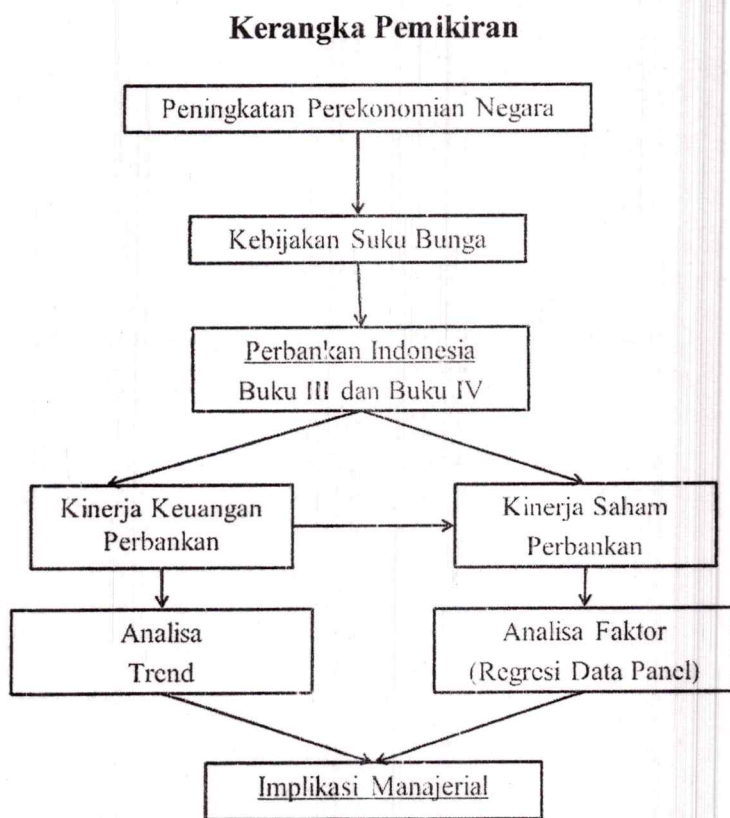 Kerangka Pemikiran
Peningkatan Perekonomian Negara
Kebijakan Suku Bunga
Perbankan Indonesia
Buku III dan Buku IV
Kinerja Keuangan
Perbankan
Kinerja Saham
Perbankan
Analisa
Trend
Analisa Faktor
(Regresi Data Panel)
Implikasi Manajerial